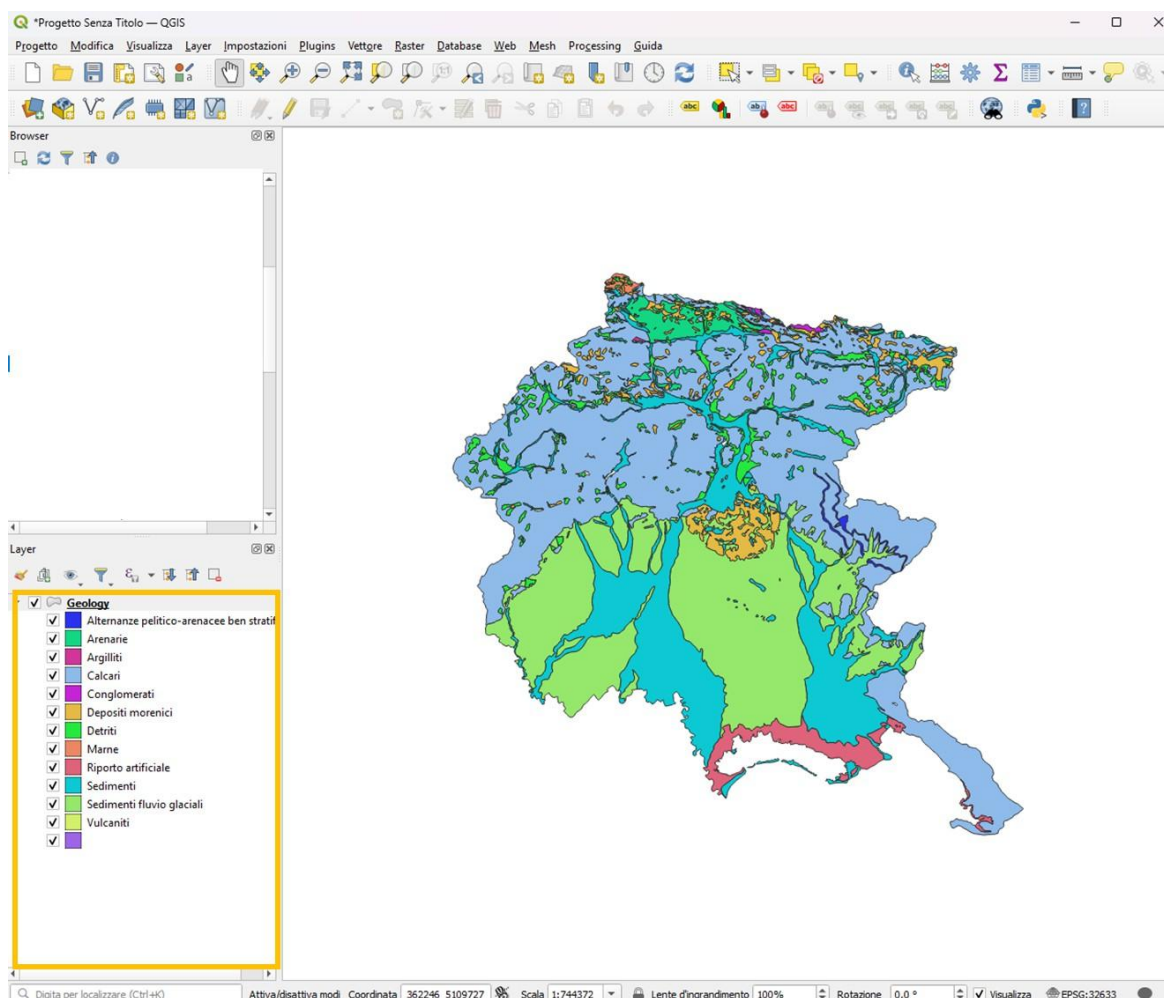 *Progetto Senza Titolo — QGIS
Progetto Modifica Visualizza Layer Impostazioni Plugins Vettore Raster Database Web Mesh Processing Guida
Browser
Layer
Geology
Alternanze pelitico-arenacee ben stratif
Arenarie
Argilliti
Calcari
Conglomerati
Depositi morenici
Detriti
Marne
Riporto artificiale
Sedimenti
Sedimenti fluvio glaciali
Vulcaniti
Digita per localizzare (Ctrl+K) Attiva/disattiva modi Coordinata 362246 5109727 Scala 1:744372 Lente d'ingrandimento 100% Rotazione 0,0 ° Visualizza EPSG:32633